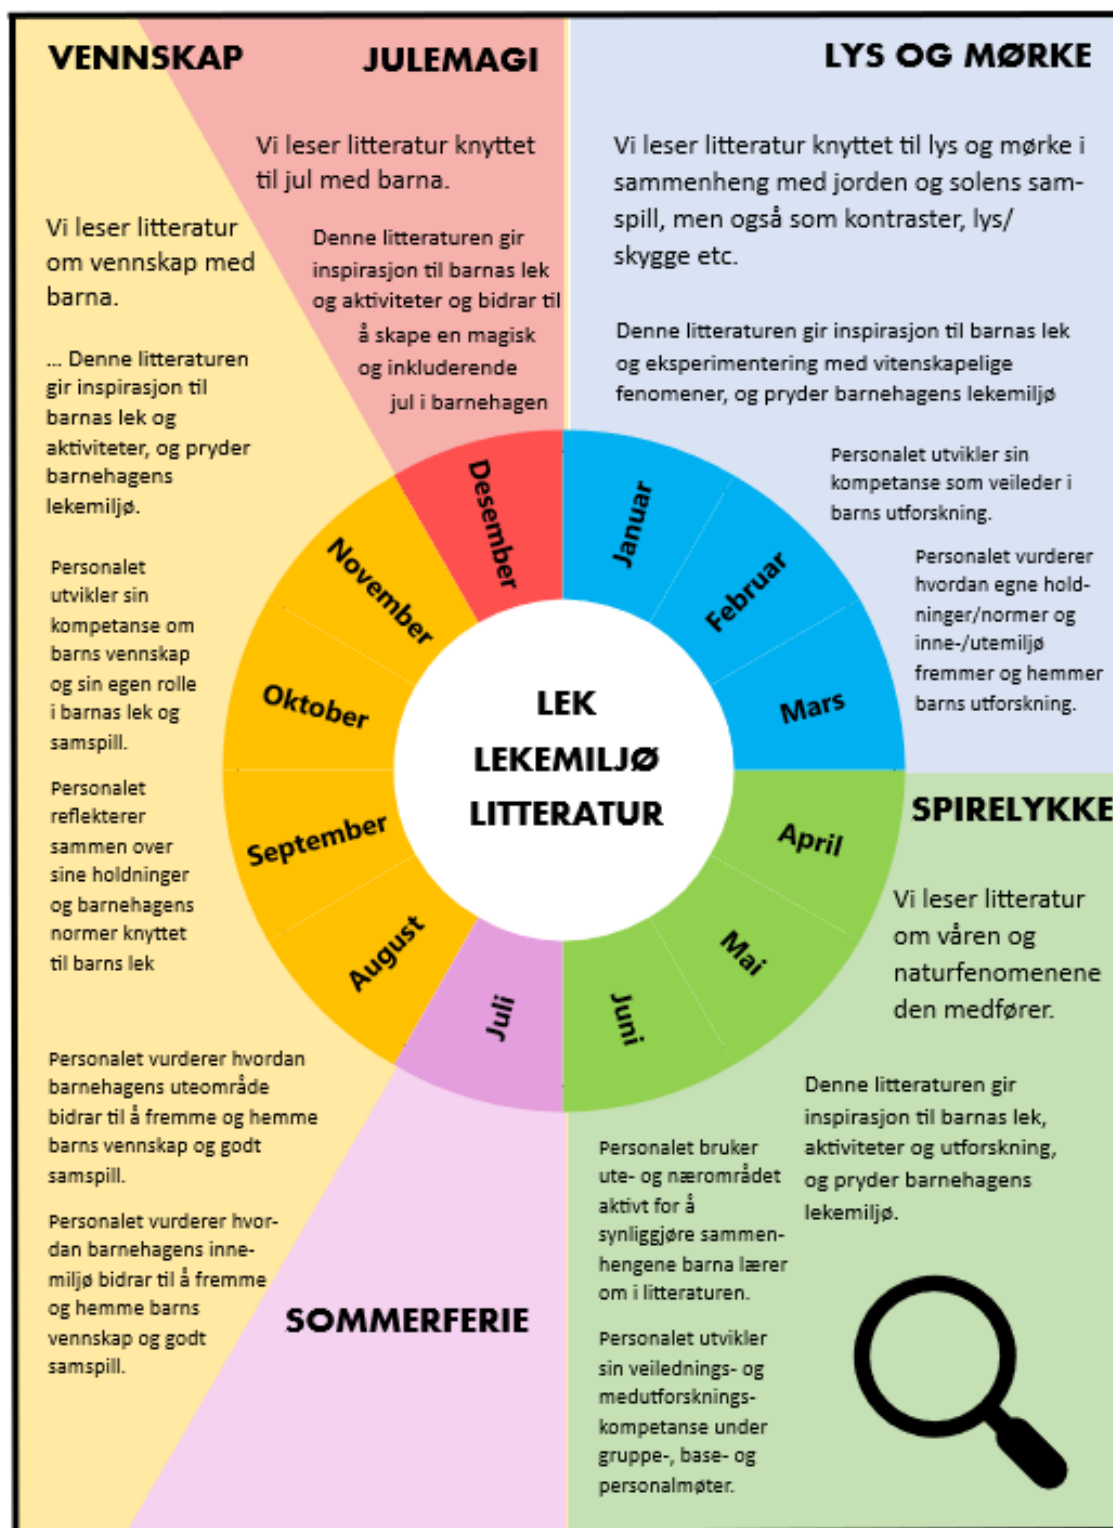 VENNSKAP
Vi leser litteratur
om vennskap med
barna.
... Denne litteraturen
gir inspirasjon til
barnas lek og
aktiviteter, og pryder
barnehagens
lekemiljø.
Personalet
utvikler sin
kompetanse om
barns vennskap
og sin egen rolle
i barnas lek og
samspill.
Personalet
reflekterer
sammen over
sine holdninger
og barnehagens
normer knyttet
til barns lek
Personalet vurderer hvordan
barnehagens uteområde
bidrar til å fremme og hemme
barns vennskap og godt
samspill.
Personalet vurderer hvor-
dan barnehagens inne-
miljø bidrar til å fremme
og hemme barns
vennskap og godt
samspill.
JULEMAGI
Vi leser litteratur knyttet
til jul med barna.
Denne litteraturen gir
inspirasjon til barnas lek
og aktiviteter og bidrar til
å skape en magisk
og inkluderende
jul i barnehagen
LYS OG MØRKE
Vi leser litteratur knyttet til lys og mørke i
sammenheng med jorden og solens sam-
spill, men også som kontraster, lys/
skygge etc.
Denne litteraturen gir inspirasjon til barnas lek
og eksperimentering med vitenskapelige
fenomener, og pryder barnehagens lekemiljø
Personalet utvikler sin
kompetanse som veileder i
barns utforskning.
Personalet vurderer
hvordan egne hold-
ninger/normer og
inne-/utemiljø
fremmer og hemmer
barns utforskning.
Januar
Februar
Mars
April
Mai
Juni
Juli
August
September
Oktober
November
Desember
LEK
LEKEMILJØ
LITTERATUR
SPIRELYKKE
Vi leser litteratur
om våren og
naturfenomenene
den medfører.
Denne litteraturen gir
inspirasjon til barnas lek,
aktiviteter og utforskning,
og pryder barnehagens
lekemiljø.
Personalet bruker
ute- og nærområdet
aktivt for å
synliggjøre sammen-
hengene barna lærer
om i litteraturen.
Personalet utvikler
sin veilednings- og
medutforsknings-
kompetanse under
gruppe-, base- og
personalmøter.
SOMMERFERIE